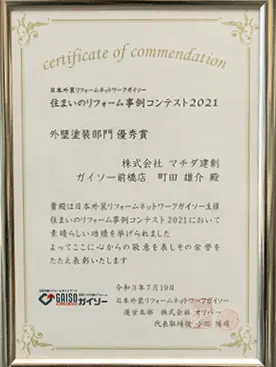 certificate of commendation
日本外装リフォームネットワークガイソー
住まいのリフォーム事例コンテスト2021
外壁塗装部門 優秀賞
株式会社 マチダ建創
ガイソー前橋店 町田 雄介 殿
貴殿は日本外装リフォームネットワークガイソー主催
住まいのリフォーム事例コンテスト2021において
素晴らしい功績を挙げられました
よってここに心からの敬意を表しその栄誉を
たたえ表彰いたします
令和3年7月19日
GAISO ガイソー
日本外装リフォームネットワークガイソー
運営本部 株式会社 オリバー
代表取締役